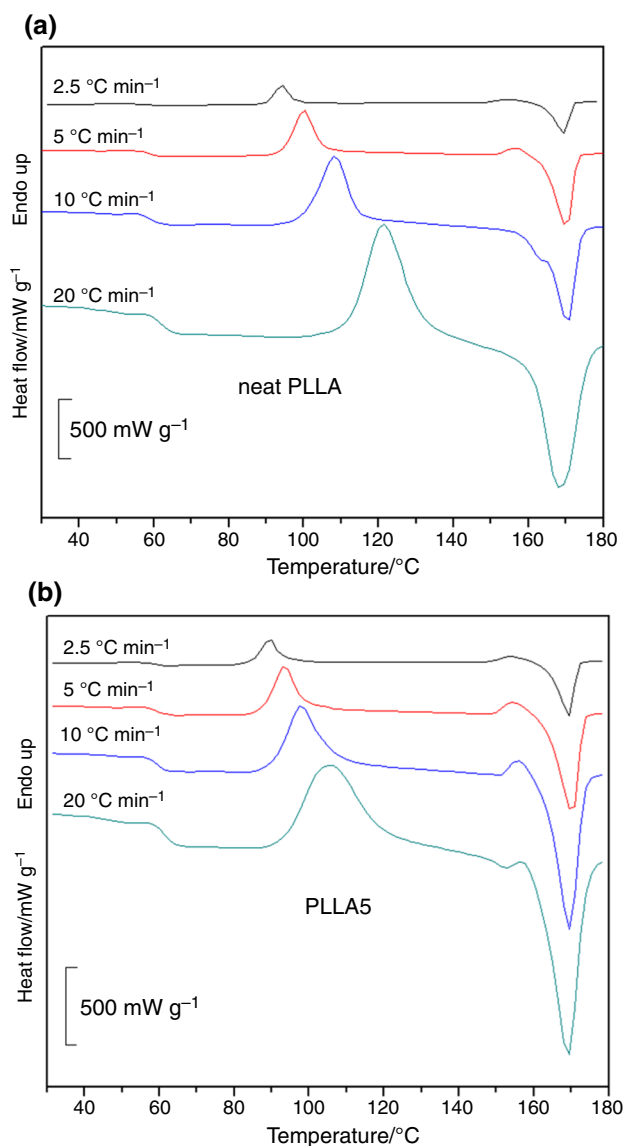 (a)
2.5 °C min⁻¹
5 °C min⁻¹
10 °C min⁻¹
20 °C min⁻¹
neat PLLA
500 mW g⁻¹
Heat flow/mW g⁻¹ Endo up
40 60 80 100 120 140 160 180
Temperature/°C
(b)
2.5 °C min⁻¹
5 °C min⁻¹
10 °C min⁻¹
20 °C min⁻¹
PLLA5
500 mW g⁻¹
Heat flow/mW g⁻¹ Endo up
40 60 80 100 120 140 160 180
Temperature/°C